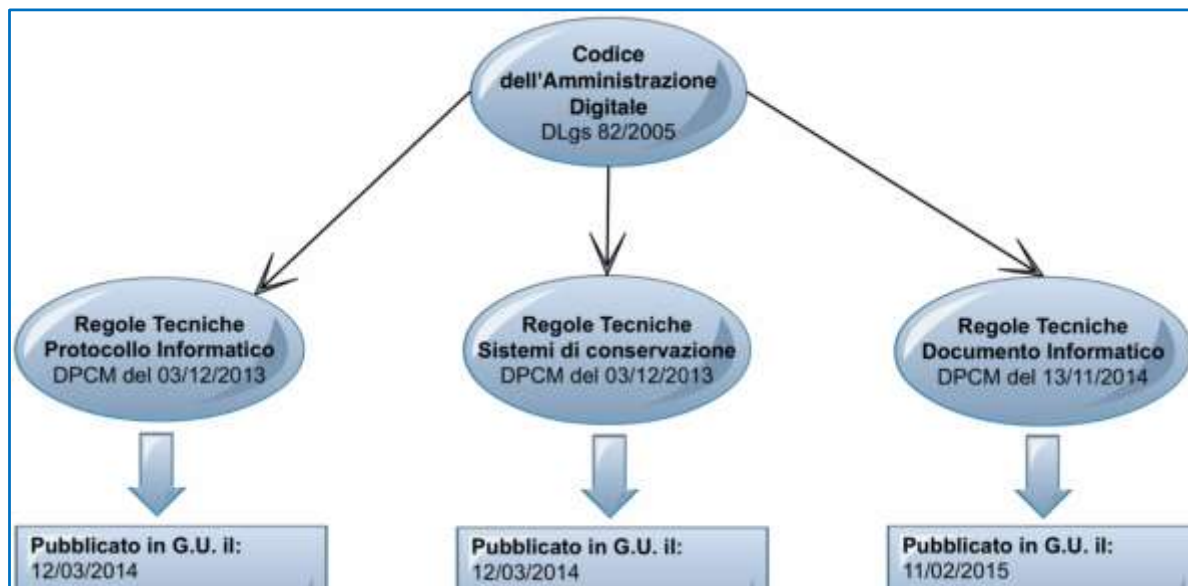 Codice
dell'Amministrazione
Digitale
DLgs 82/2005
Regole Tecniche
Protocollo Informatico
DPCM del 03/12/2013
Regole Tecniche
Sistemi di conservazione
DPCM del 03/12/2013
Regole Tecniche
Documento Informatico
DPCM del 13/11/2014
Pubblicato in G.U. il:
12/03/2014
Pubblicato in G.U. il:
12/03/2014
Pubblicato in G.U. il:
11/02/2015